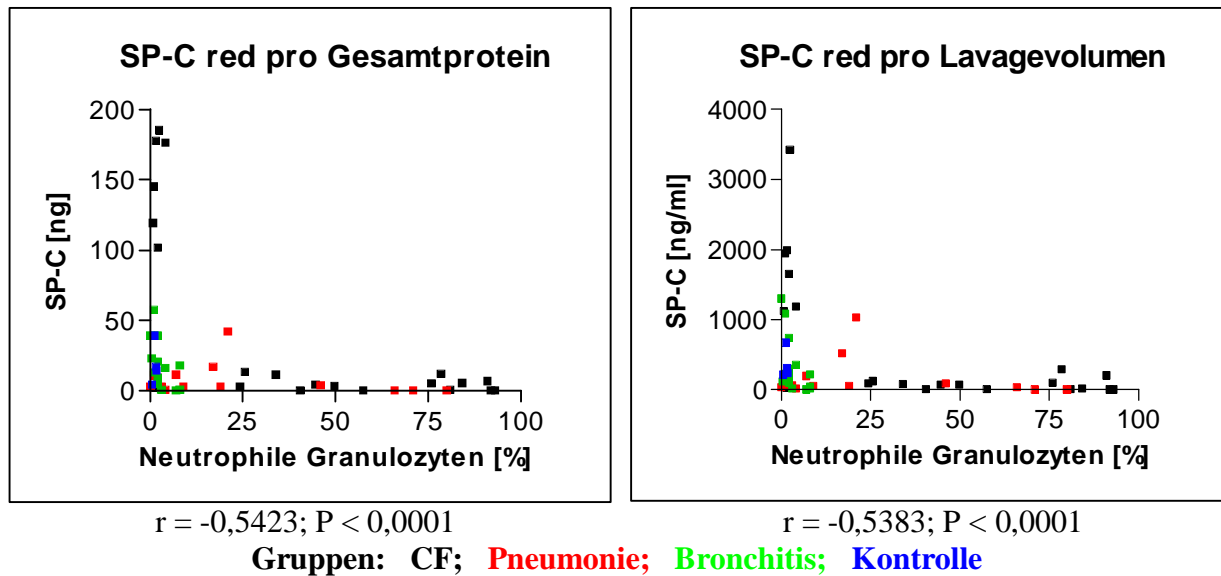 SP-C red pro Gesamtprotein
200
150
100
50
0
SP-C [ng]
0 25 50 75 100
Neutrophile Granulozyten [%]
SP-C red pro Lavagevolumen
4000
3000
2000
1000
0
SP-C [ng/ml]
0 25 50 75 100
Neutrophile Granulozyten [%]
r = -0,5423; P < 0,0001
r = -0,5383; P < 0,0001
Gruppen: CF; Pneumonie; Bronchitis; Kontrolle